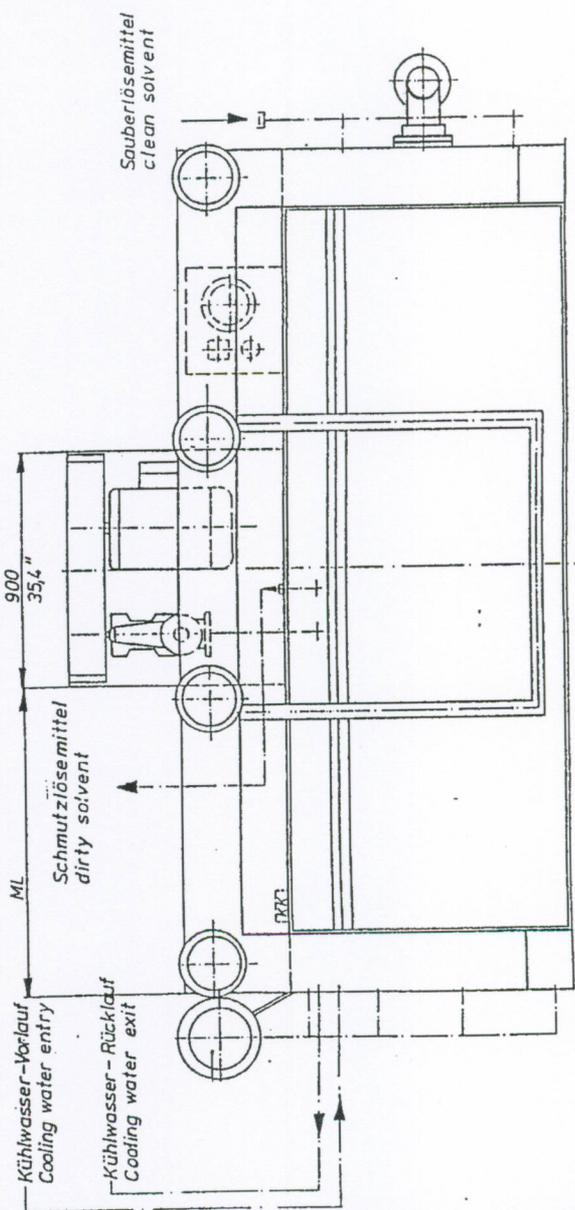 Kühlwasser-Vorlauf
Cooling water entry
Kühlwasser-Rücklauf
Cooling water exit
ML
Schmutzlösemittel
dirty solvent
900
35,4"
Sauberlösemittel
clean solvent